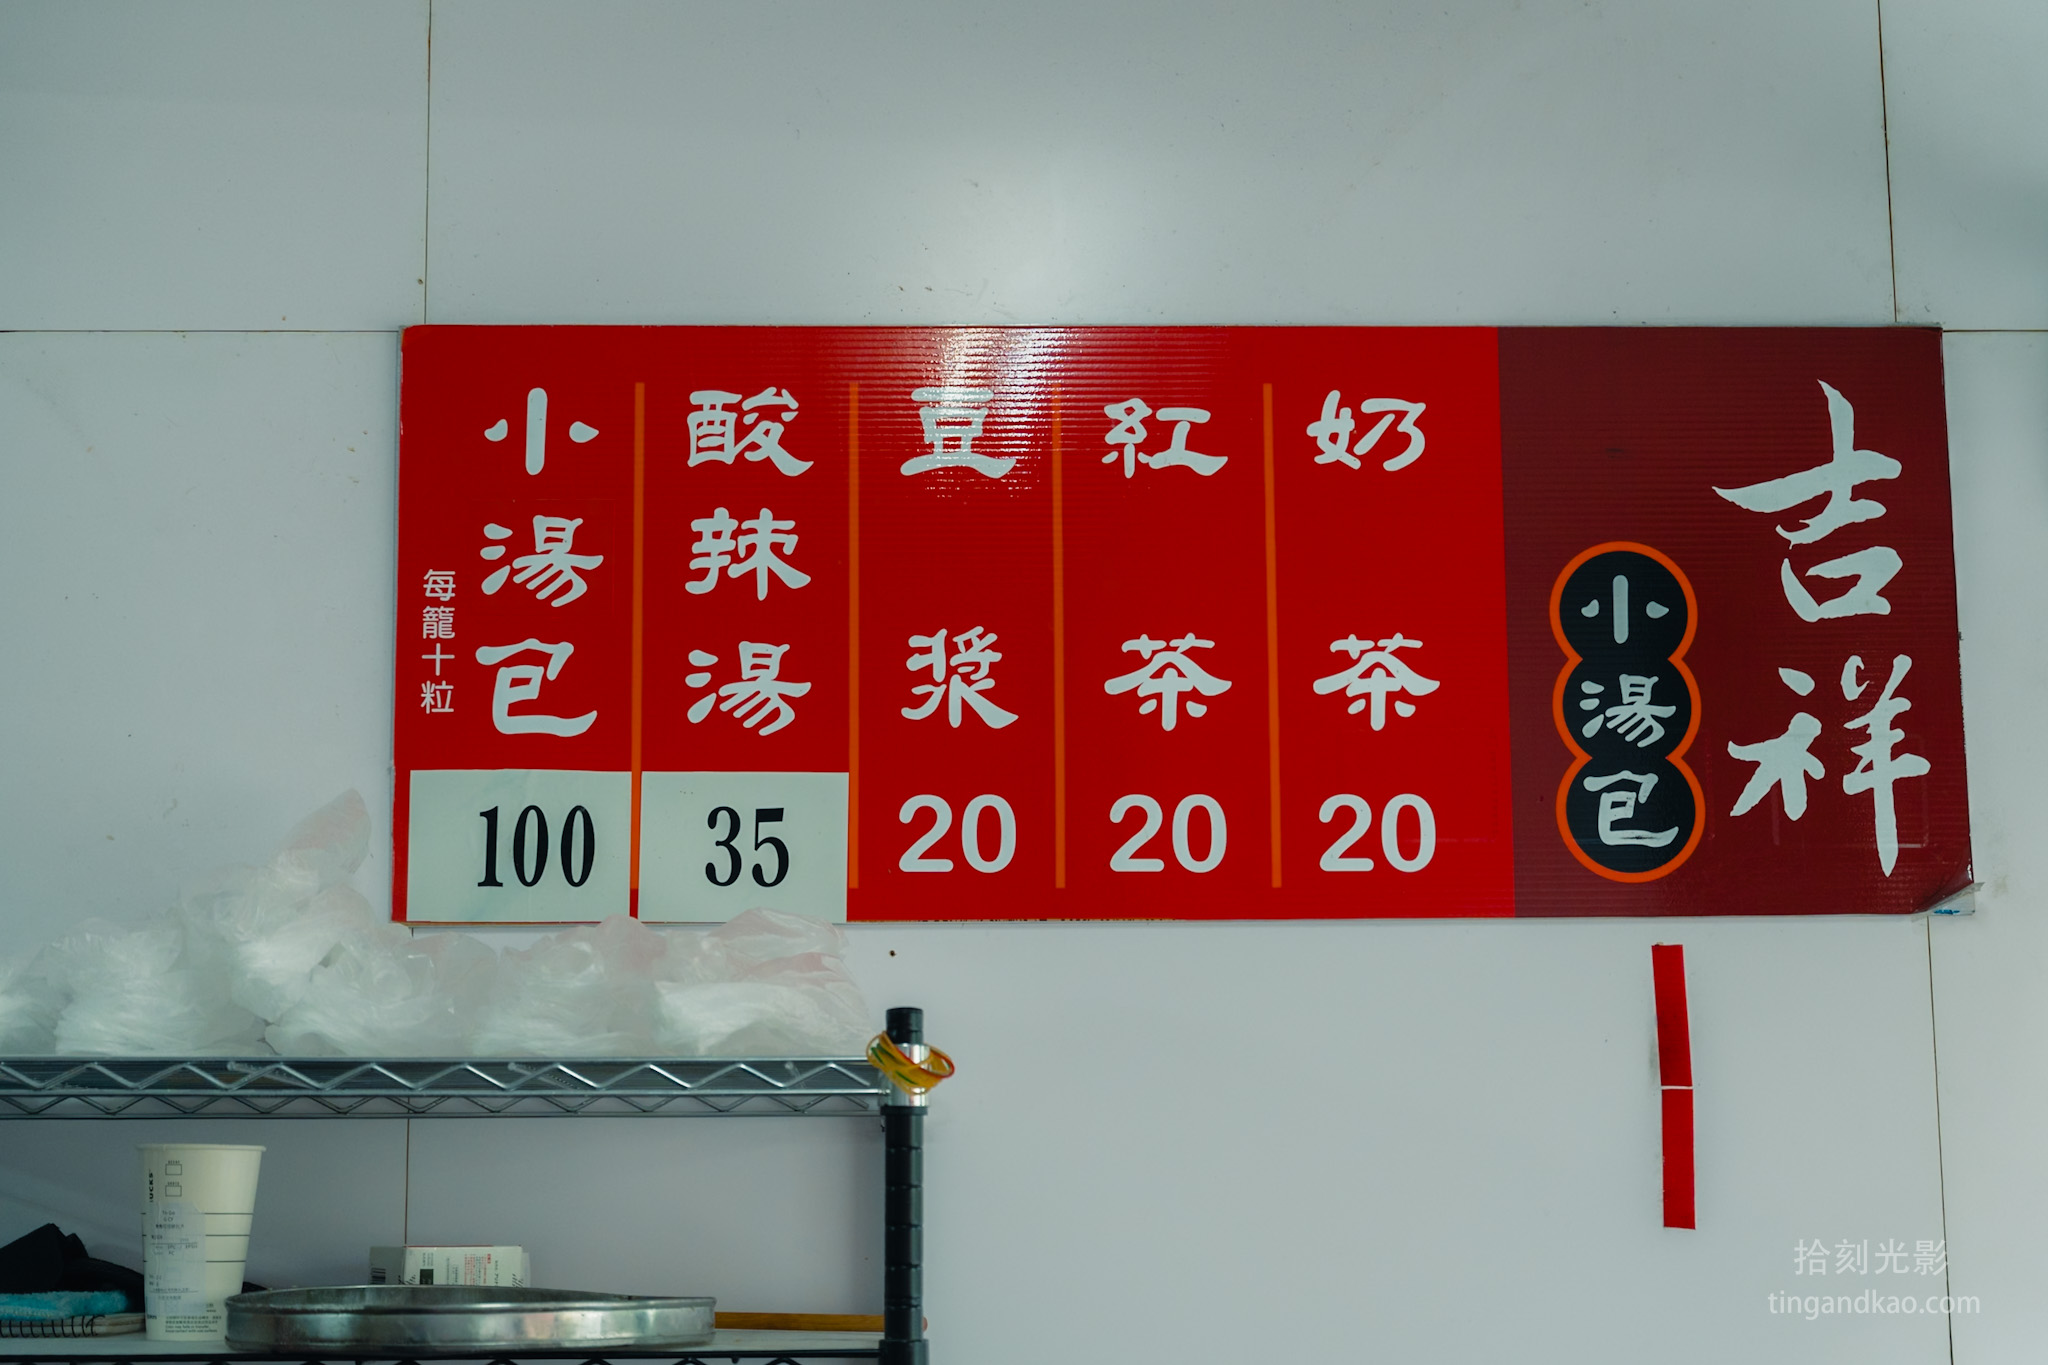 吉祥
小湯包
奶茶
20
紅茶
20
豆漿
20
酸辣湯
35
小湯包
每籠十粒
100
拾刻光影
tingandkao.com